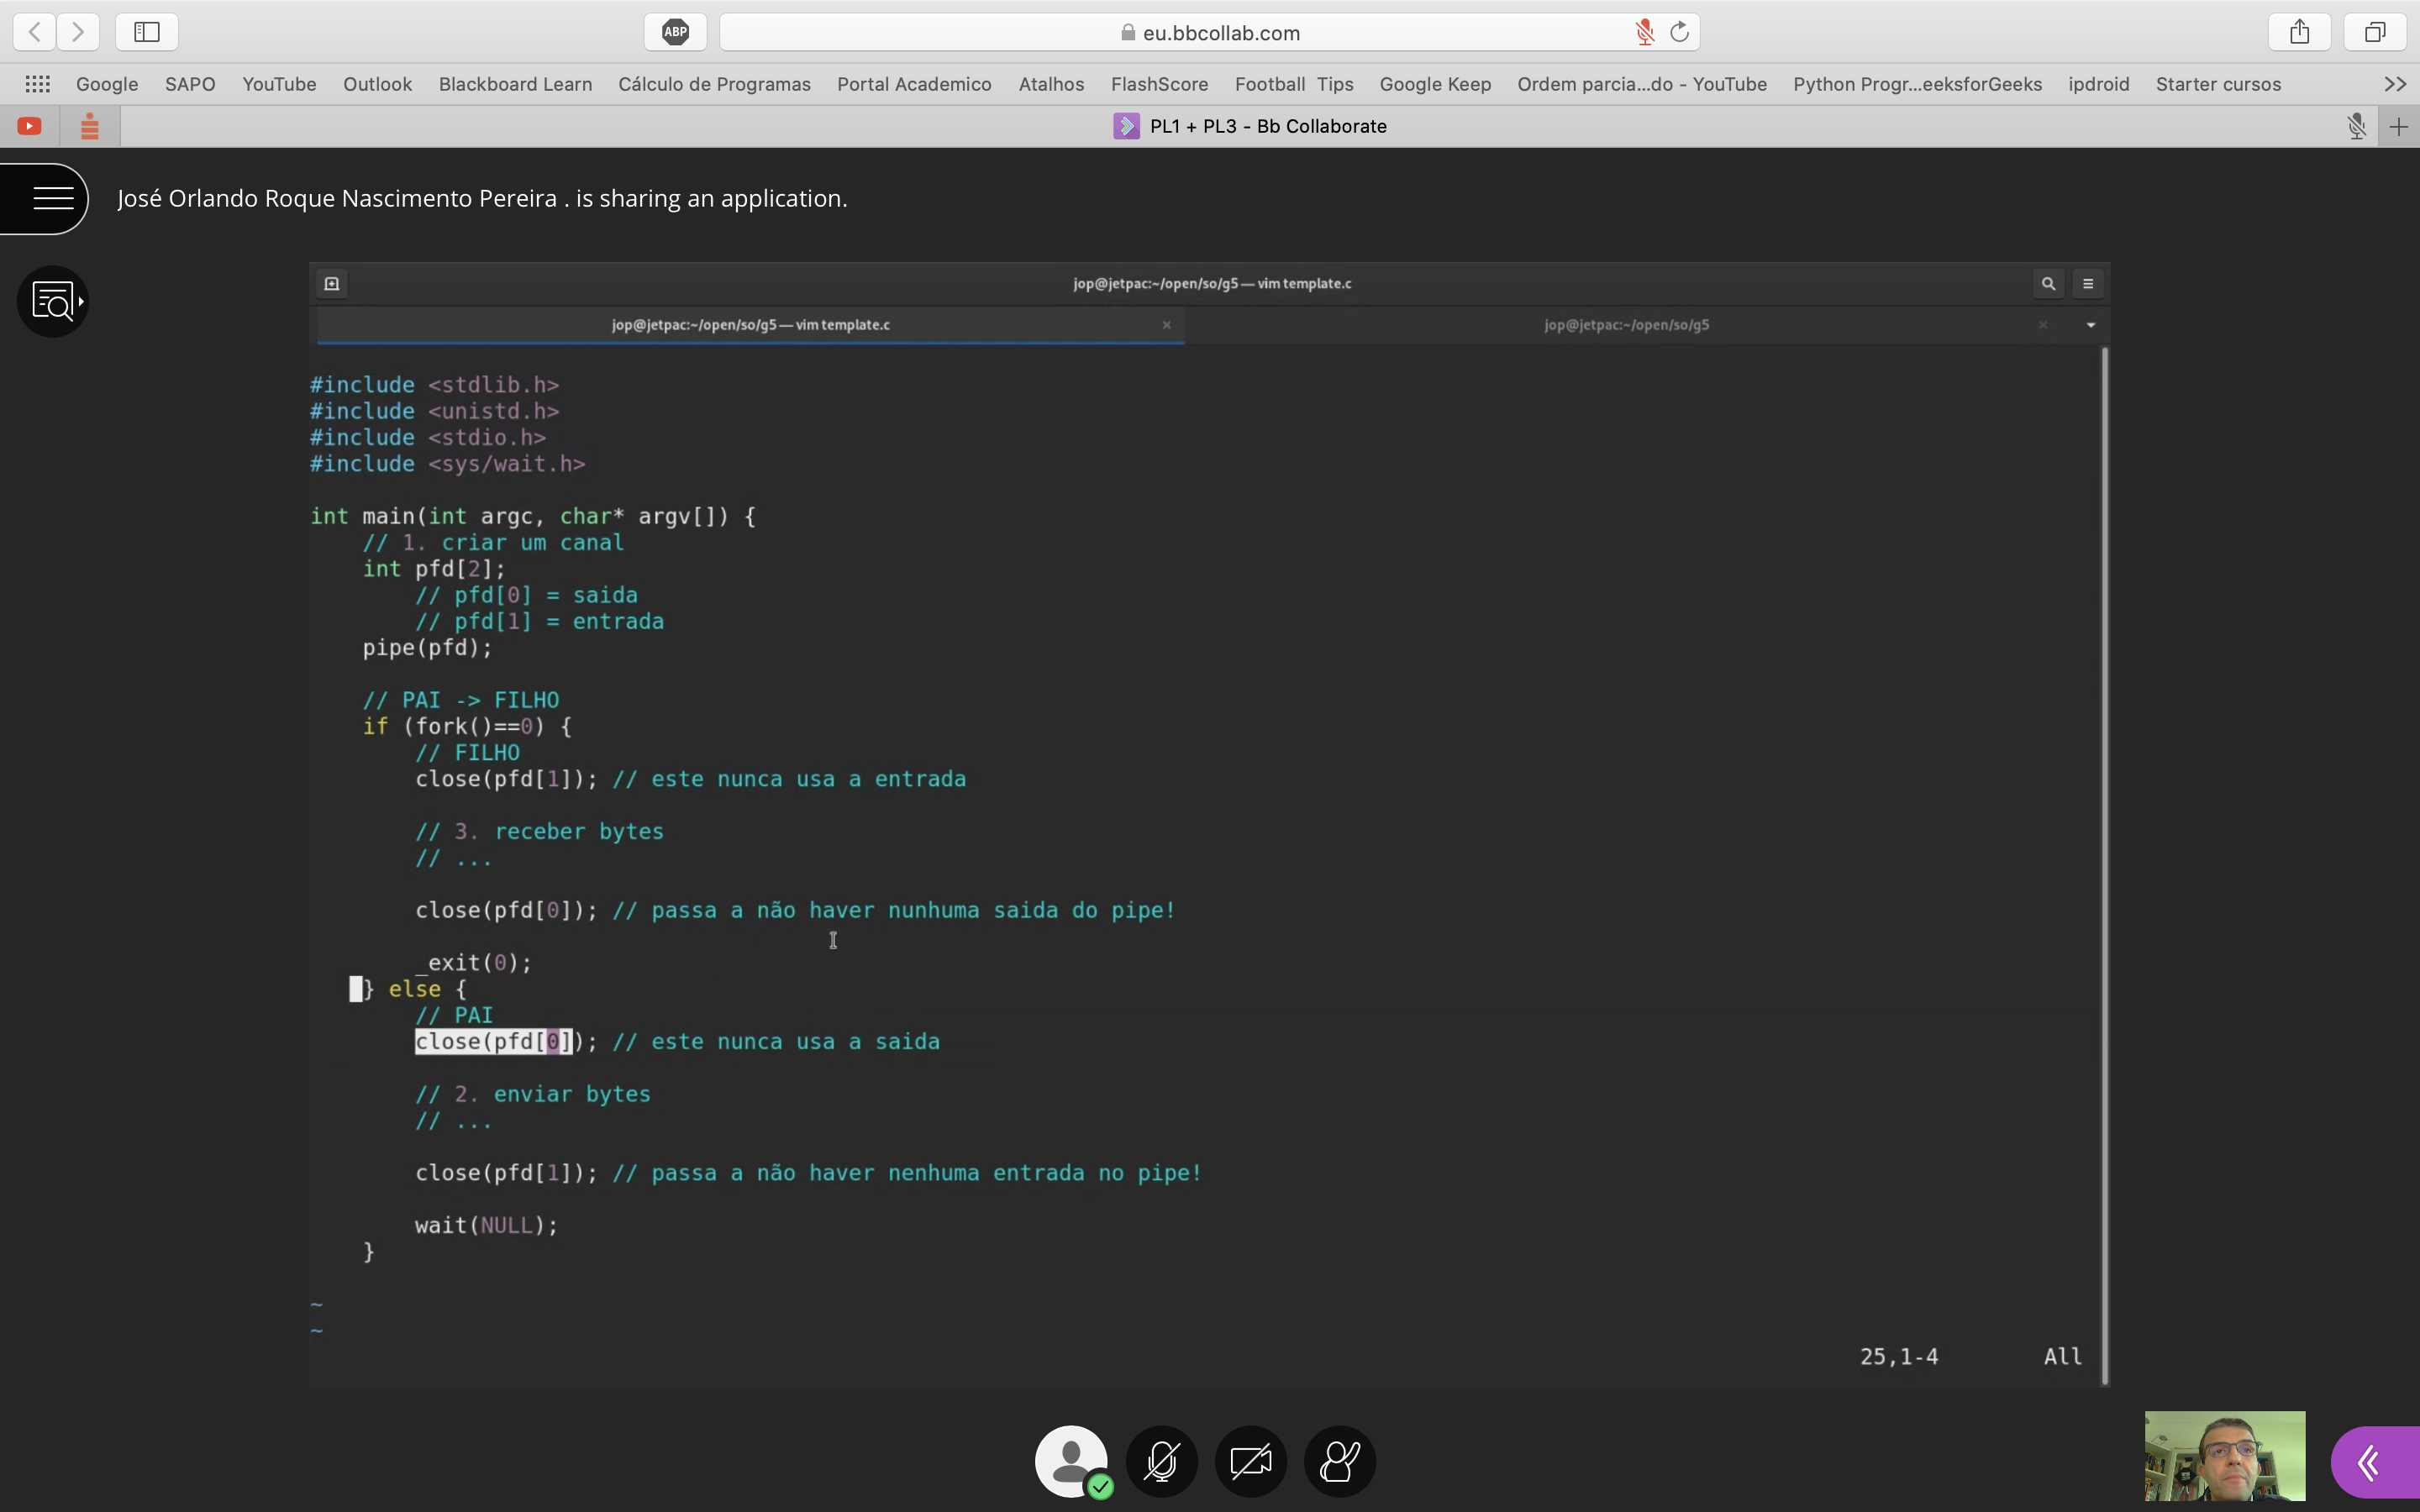 ABP
eu.bbcollab.com
Google SAPO YouTube Outlook Blackboard Learn Cálculo de Programas Portal Academico Atalhos FlashScore Football Tips Google Keep Ordem parcia...do - YouTube Python Progr...eeksforGeeks ipdroid Starter cursos
PL1 + PL3 - Bb Collaborate
José Orlando Roque Nascimento Pereira . is sharing an application.
jop@jetpac:~/open/so/g5 — vim template.c
jop@jetpac:~/open/so/g5 — vim template.c
jop@jetpac:~/open/so/g5
#include <stdlib.h>
#include <unistd.h>
#include <stdio.h>
#include <sys/wait.h>
int main(int argc, char* argv[]) {
// 1. criar um canal
int pfd[2];
// pfd[0] = saida
// pfd[1] = entrada
pipe(pfd);
// PAI -> FILHO
if (fork()==0) {
// FILHO
close(pfd[1]); // este nunca usa a entrada
// 3. receber bytes
// ...
close(pfd[0]); // passa a não haver nunhuma saida do pipe!
_exit(0);
} else {
// PAI
close(pfd[0]); // este nunca usa a saida
// 2. enviar bytes
// ...
close(pfd[1]); // passa a não haver nenhuma entrada no pipe!
wait(NULL);
}
~
~
25,1-4 All